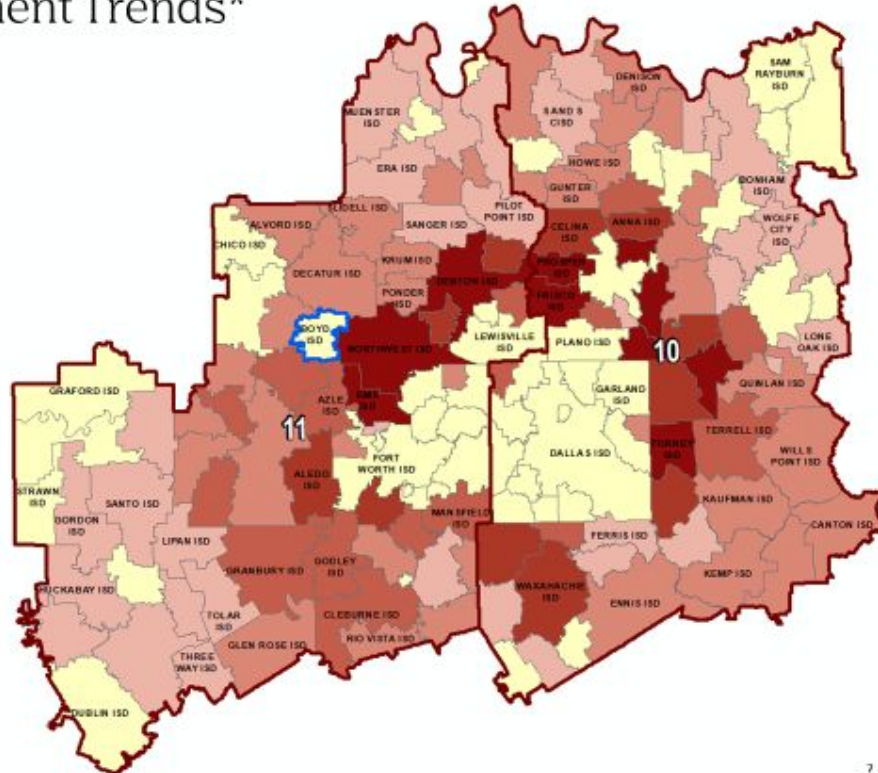 ment Trends*
SAM
RAYBURN
ISD
DENISON
ISD
MUENSTER
ISD
SANDS
CISD
ERA ISD
HOWE ISD
BONHAM
ISD
GUNTER
ISD
SLIDELL ISD
PILOT
POINT ISD
ALVORD ISD
SANGER ISD
CELINA
ISD
ANNA ISD
WOLFE
CITY
ISD
CHICO ISD
KRUM ISD
PROSPER
ISD
DECATUR ISD
DENTON ISD
PONDER
ISD
FRISCO
ISD
BOYD
ISD
LEWISVILLE
ISD
PLANO ISD
LONE
OAK ISD
NORTHWEST ISD
10
GRAFORD ISD
GARLAND
ISD
QUINLAN ISD
AZLE
ISD
EMS
ISD
11
TERRELL ISD
FORNEY
ISD
DALLAS ISD
WILLS
POINT ISD
FORT
WORTH ISD
ALEDO
ISD
STRAWN
ISD
SANTO ISD
KAUFMAN ISD
GORDON
ISD
MANSFIELD
ISD
CANTON ISD
LIPAN ISD
FERRIS ISD
GRANBURY ISD
GODLEY
ISD
KEMP ISD
HUCKABAY ISD
WAXAHACHIE
ISD
ENNIS ISD
TOLAR
ISD
CLEBURNE ISD
RIO VISTA ISD
GLEN ROSE ISD
THREE
WAY ISD
DUBLIN ISD
7